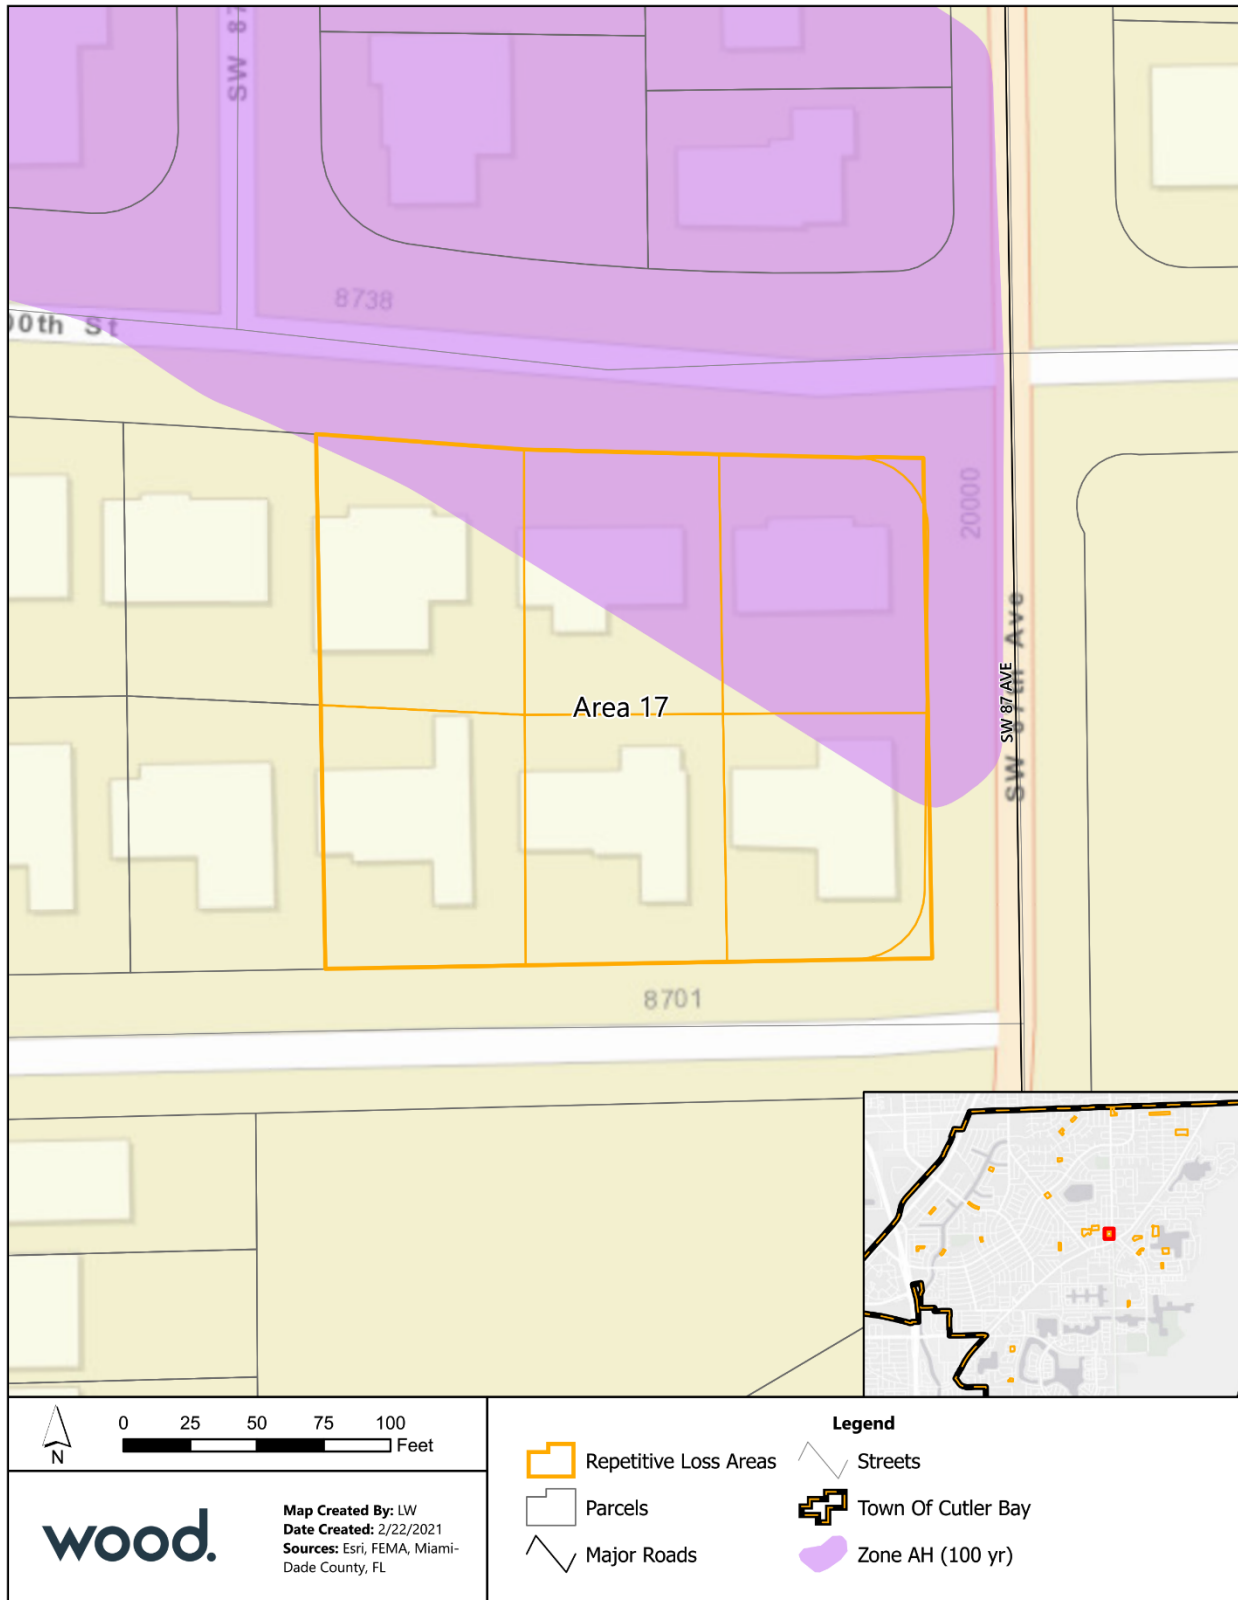 SW 87
00th St
8738
20000
Area 17
SW 87 AVE
SW 87th Ave
8701
0 25 50 75 100
Feet
N
wood.
Map Created By: LW
Date Created: 2/22/2021
Sources: Esri, FEMA, Miami-
Dade County, FL
Legend
Repetitive Loss Areas
Streets
Parcels
Town Of Cutler Bay
Major Roads
Zone AH (100 yr)